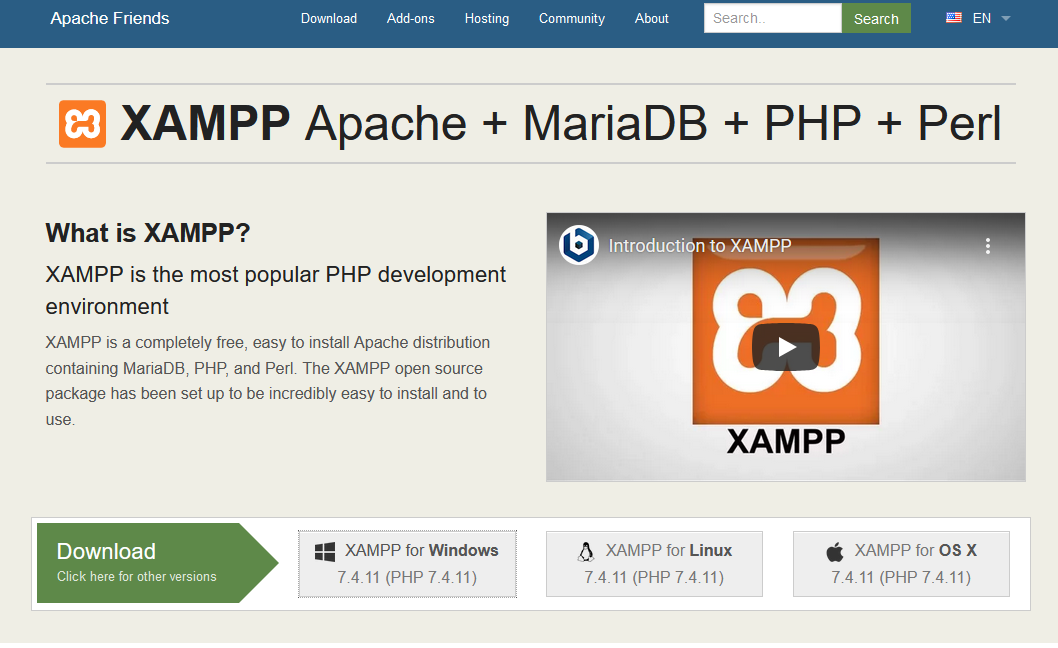 Apache Friends Download Add-ons Hosting Community About Search.. Search EN
XAMPP Apache + MariaDB + PHP + Perl
What is XAMPP?
XAMPP is the most popular PHP development
environment
XAMPP is a completely free, easy to install Apache distribution
containing MariaDB, PHP, and Perl. The XAMPP open source
package has been set up to be incredibly easy to install and to
use.
Introduction to XAMPP
XAMPP
Download
Click here for other versions
XAMPP for Windows
7.4.11 (PHP 7.4.11)
XAMPP for Linux
7.4.11 (PHP 7.4.11)
XAMPP for OS X
7.4.11 (PHP 7.4.11)